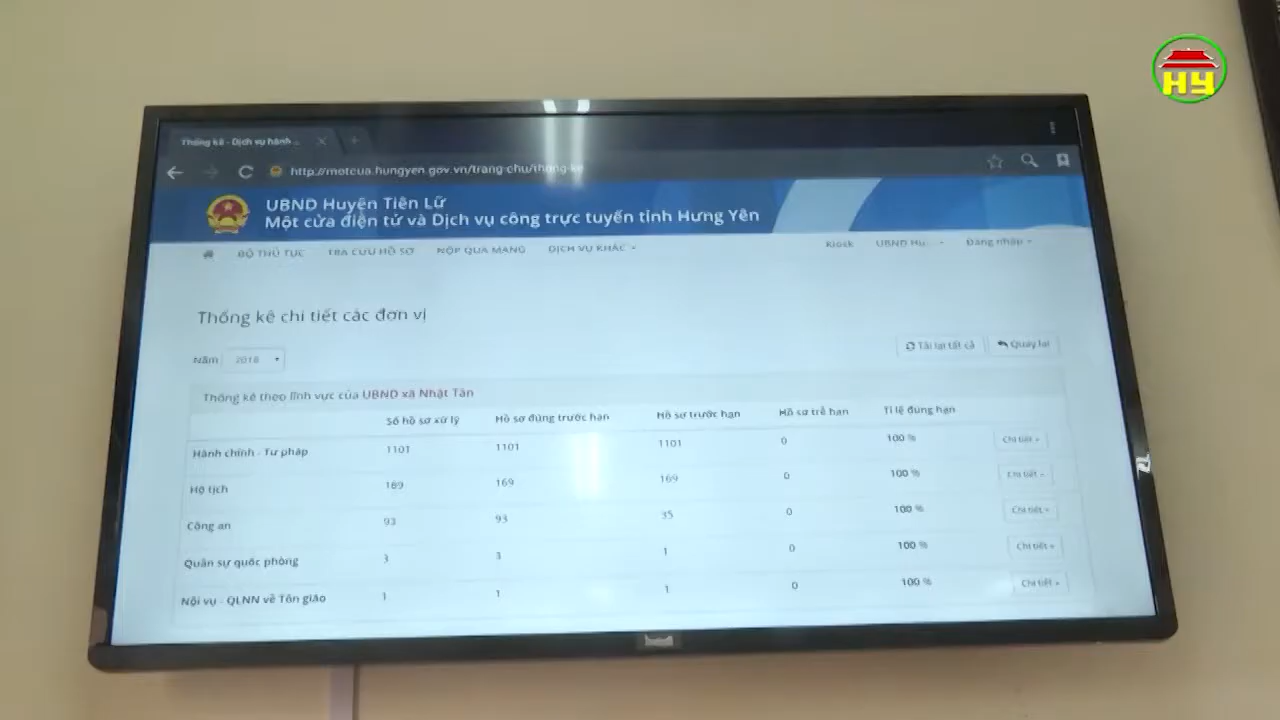 HY
Thống kê - Dịch vụ hành ...
http://motcua.hungyen.gov.vn/trang-chu/thong-ke
UBND Huyện Tiên Lữ
Một cửa điện tử và Dịch vụ công trực tuyến tỉnh Hưng Yên
BỘ THỦ TỤC TRA CỨU HỒ SƠ NỘP QUA MẠNG DỊCH VỤ KHÁC Kiosk UBND Hu... Đăng nhập
Thống kê chi tiết các đơn vị
Năm 2018 Tải lại tất cả Quay lại
Thống kê theo lĩnh vực của UBND xã Nhật Tân
Số hồ sơ xử lý Hồ sơ đúng trước hạn Hồ sơ trước hạn Hồ sơ trễ hạn Tỉ lệ đúng hạn
Hành chính - Tư pháp 1101 1101 1101 0 100 % Chi tiết »
Hộ tịch 169 169 169 0 100 % Chi tiết »
Công an 93 93 35 0 100 % Chi tiết »
Quân sự quốc phòng 3 3 1 0 100 % Chi tiết »
Nội vụ - QLNN về Tôn giáo 1 1 1 0 100 % Chi tiết »